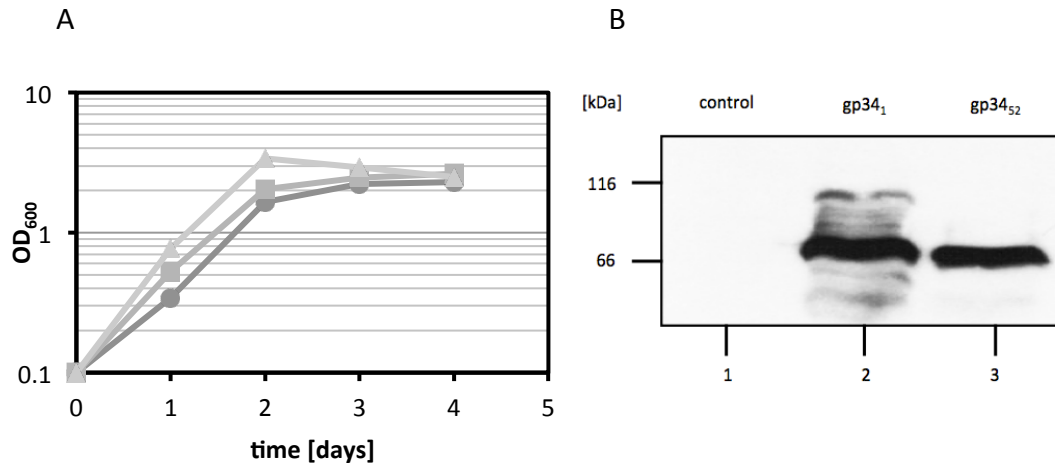 A
10
1
0.1
OD₆₀₀
0 1 2 3 4 5
time [days]
B
[kDa] control gp34₁ gp34₅₂
116
66
1 2 3